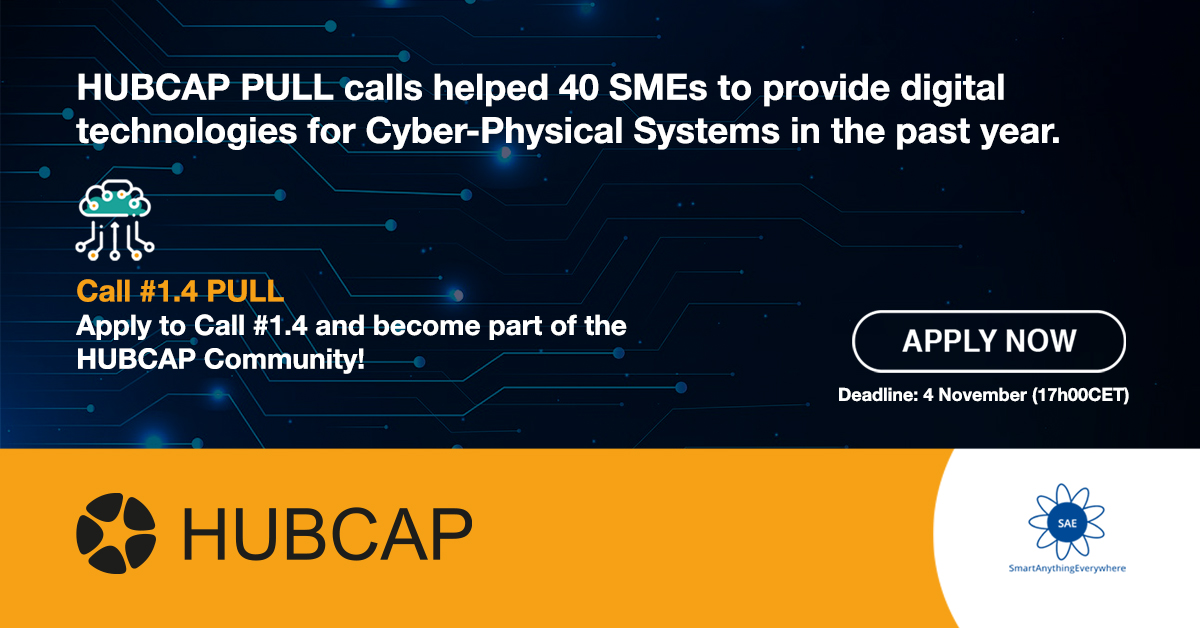 HUBCAP PULL calls helped 40 SMEs to provide digital
technologies for Cyber-Physical Systems in the past year.
Call #1.4 PULL
Apply to Call #1.4 and become part of the
HUBCAP Community!
APPLY NOW
Deadline: 4 November (17h00CET)
HUBCAP
SAE
SmartAnythingEverywhere